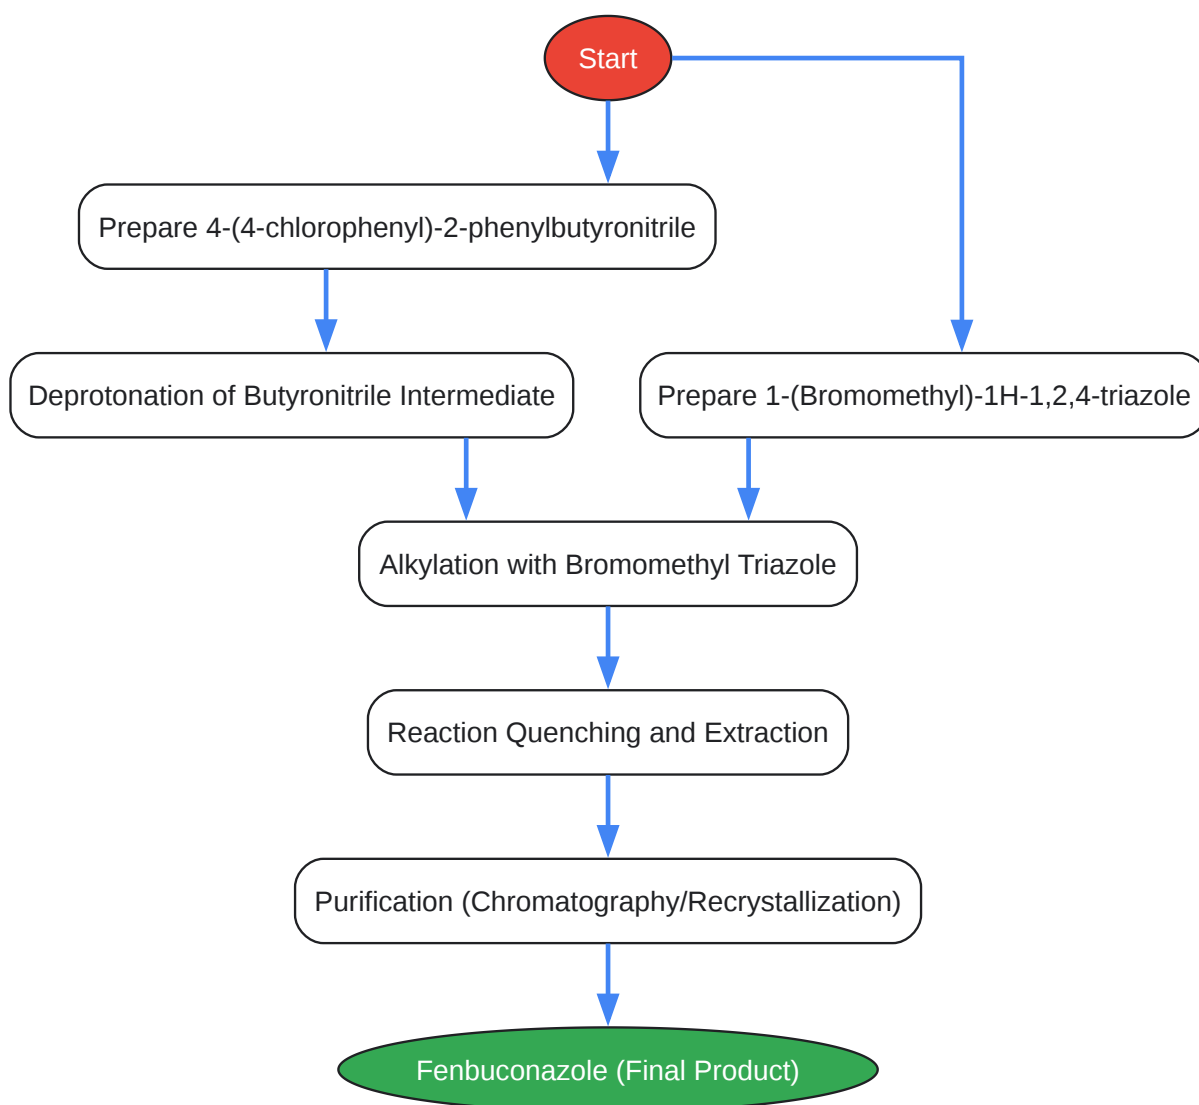 Start
Prepare 4-(4-chlorophenyl)-2-phenylbutyronitrile
Deprotonation of Butyronitrile Intermediate
Prepare 1-(Bromomethyl)-1H-1,2,4-triazole
Alkylation with Bromomethyl Triazole
Reaction Quenching and Extraction
Purification (Chromatography/Recrystallization)
Fenbuconazole (Final Product)